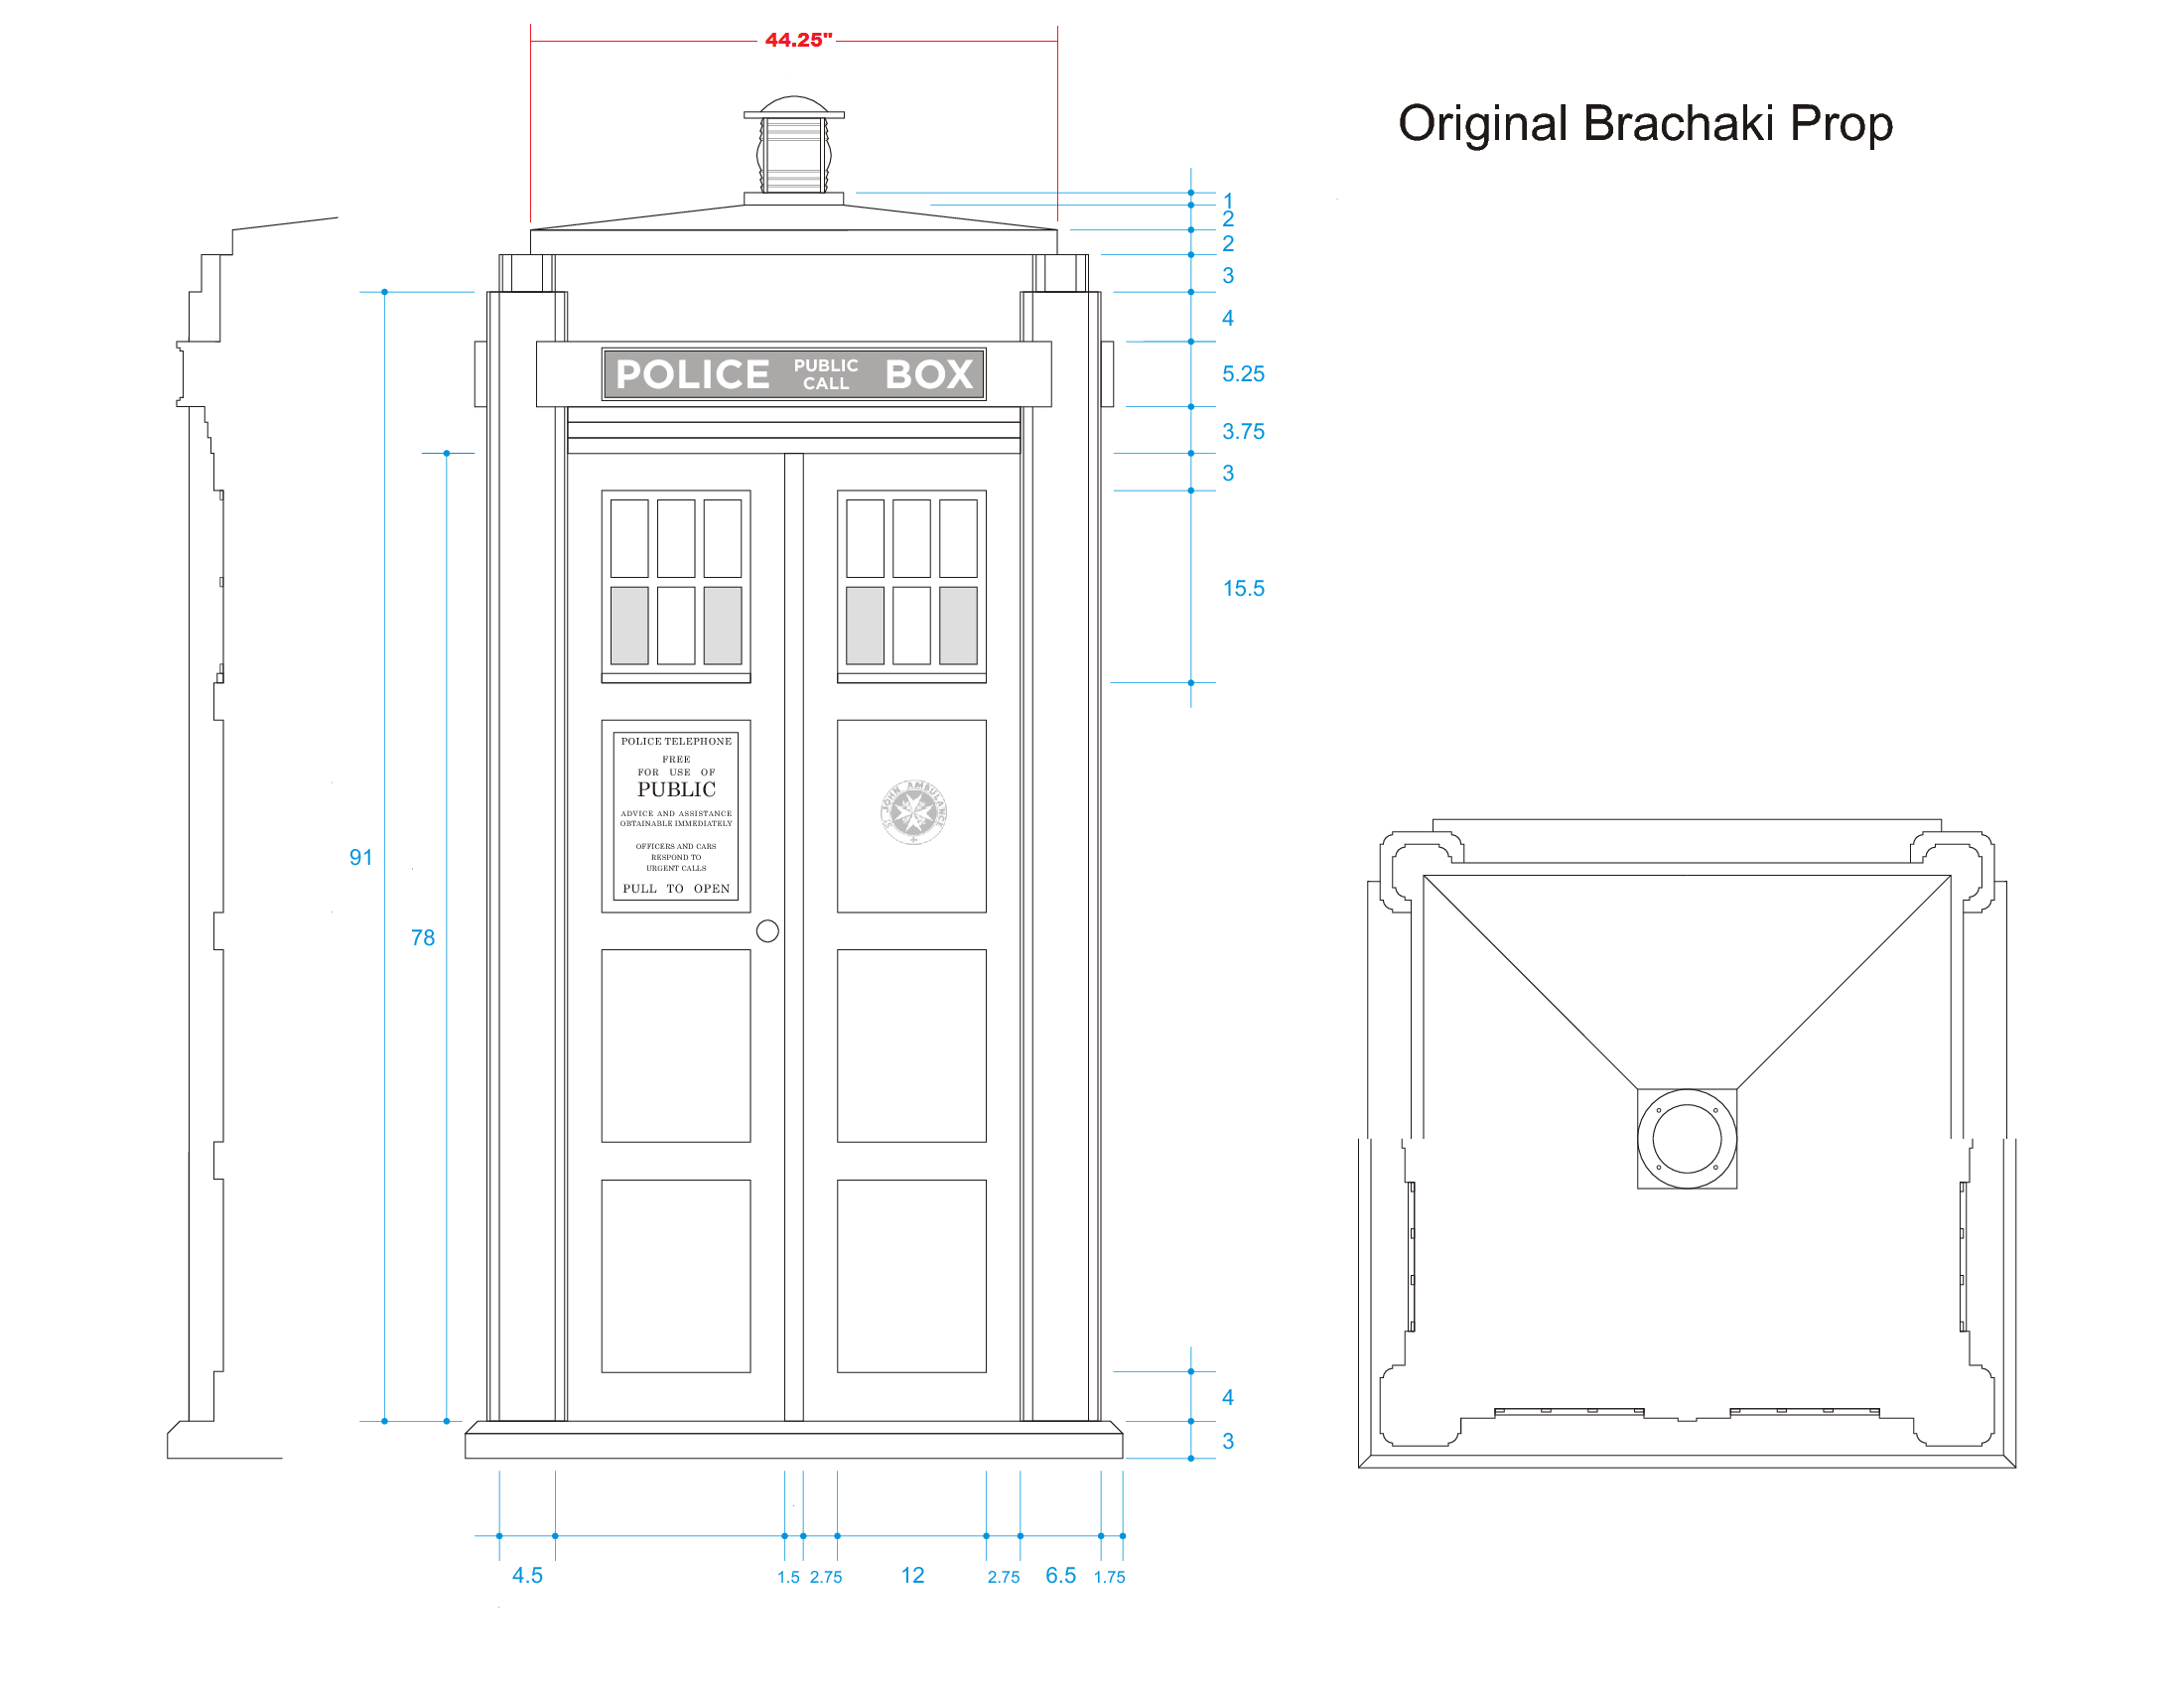 44.25"
Original Brachaki Prop
1
2
2
3
4
5.25
3.75
3
15.5
POLICE PUBLIC CALL BOX
POLICE TELEPHONE
FREE
FOR USE OF
PUBLIC
ADVICE AND ASSISTANCE
OBTAINABLE IMMEDIATELY
OFFICERS AND CARS
RESPOND TO
URGENT CALLS
PULL TO OPEN
ST. JOHN AMBULANCE
91
78
4
3
4.5
1.5
2.75
12
2.75
6.5
1.75